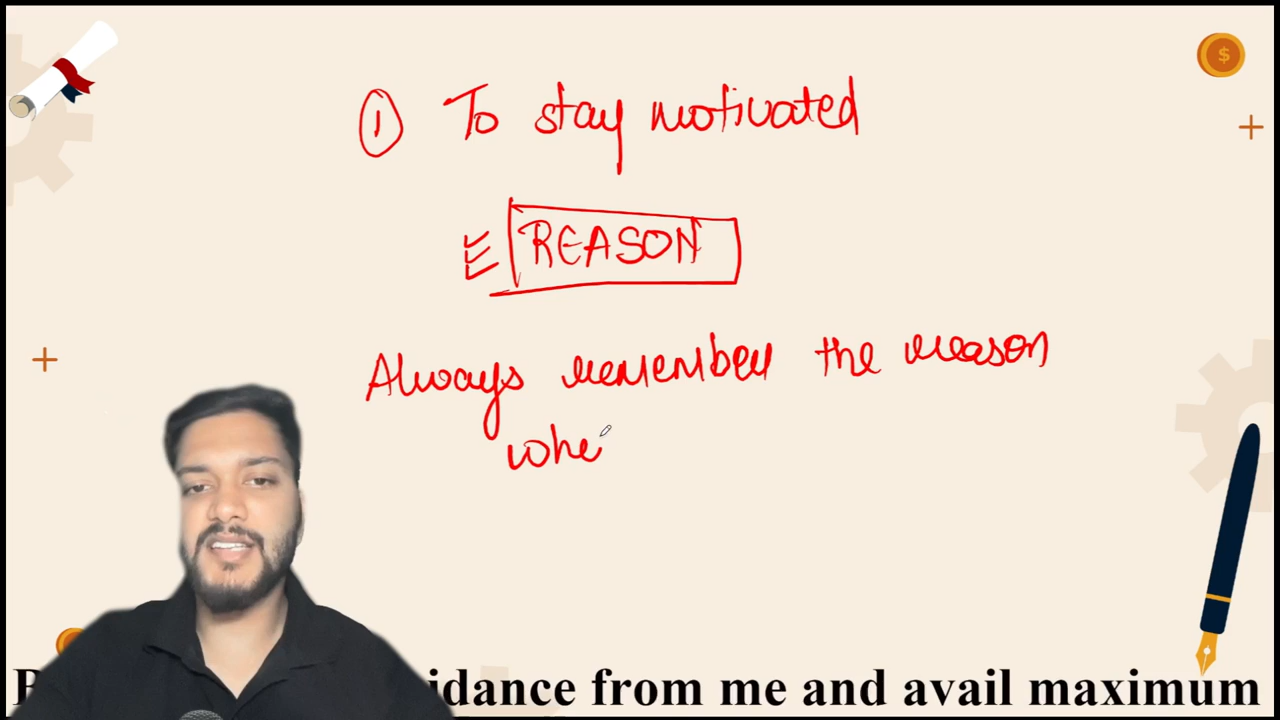 ① To stay motivated
REASON
Always remember the reason
whe
idance from me and avail maximum